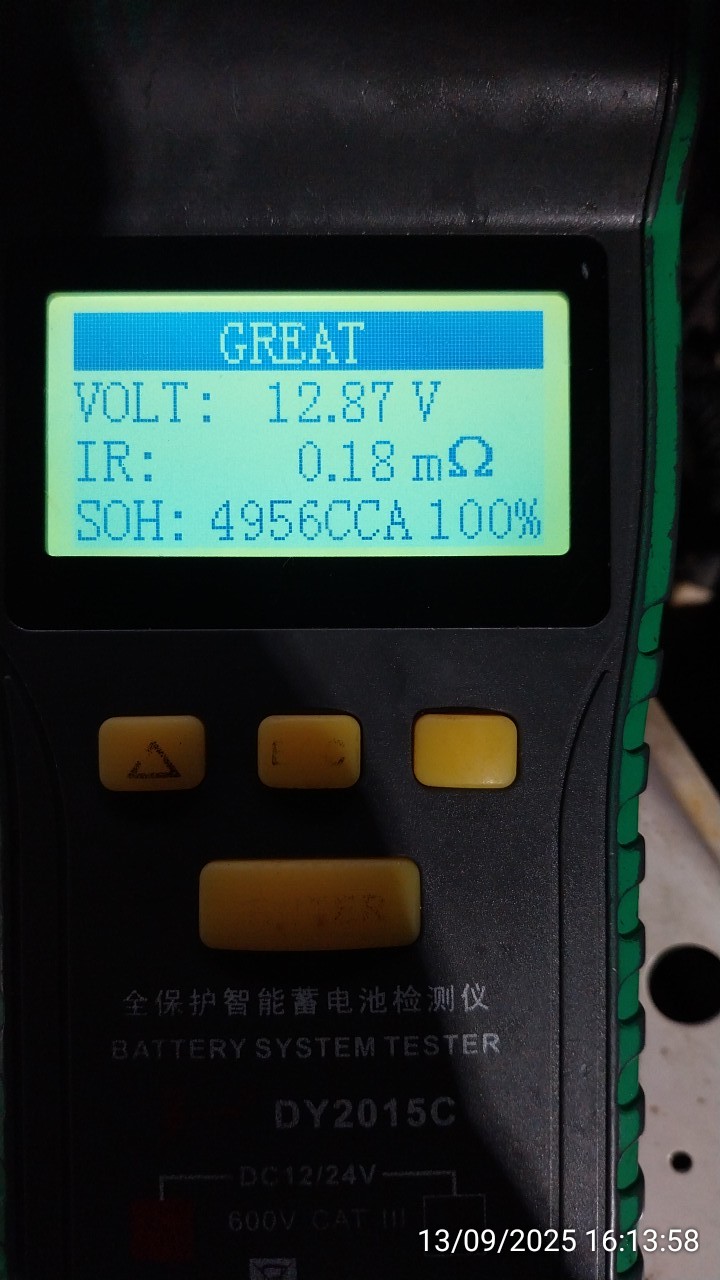 GREAT
VOLT: 12.87 V
IR: 0.18 mΩ
SOH: 4956CCA 100%
全保护智能蓄电池检测仪
BATTERY SYSTEM TESTER
DY2015C
DC12/24V
600V CAT III
13/09/2025 16:13:58